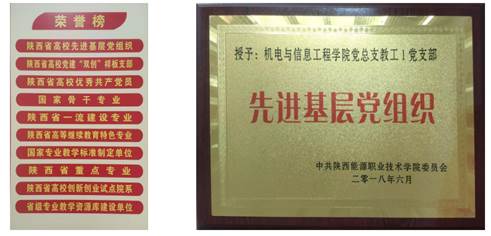 荣誉榜
陕西省高校先进基层党组织
陕西省高校党建“双创”样板支部
陕西省高校优秀共产党员
国家骨干专业
陕西省一流建设专业
陕西省高等继续教育特色专业
国家专业教学标准制定单位
陕西省重点专业
陕西省高校创新创业试点院系
省级专业教学资源库建设单位
授予：机电与信息工程学院党总支教工1党支部
先进基层党组织
中共陕西能源职业技术学院委员会
二零一八年六月